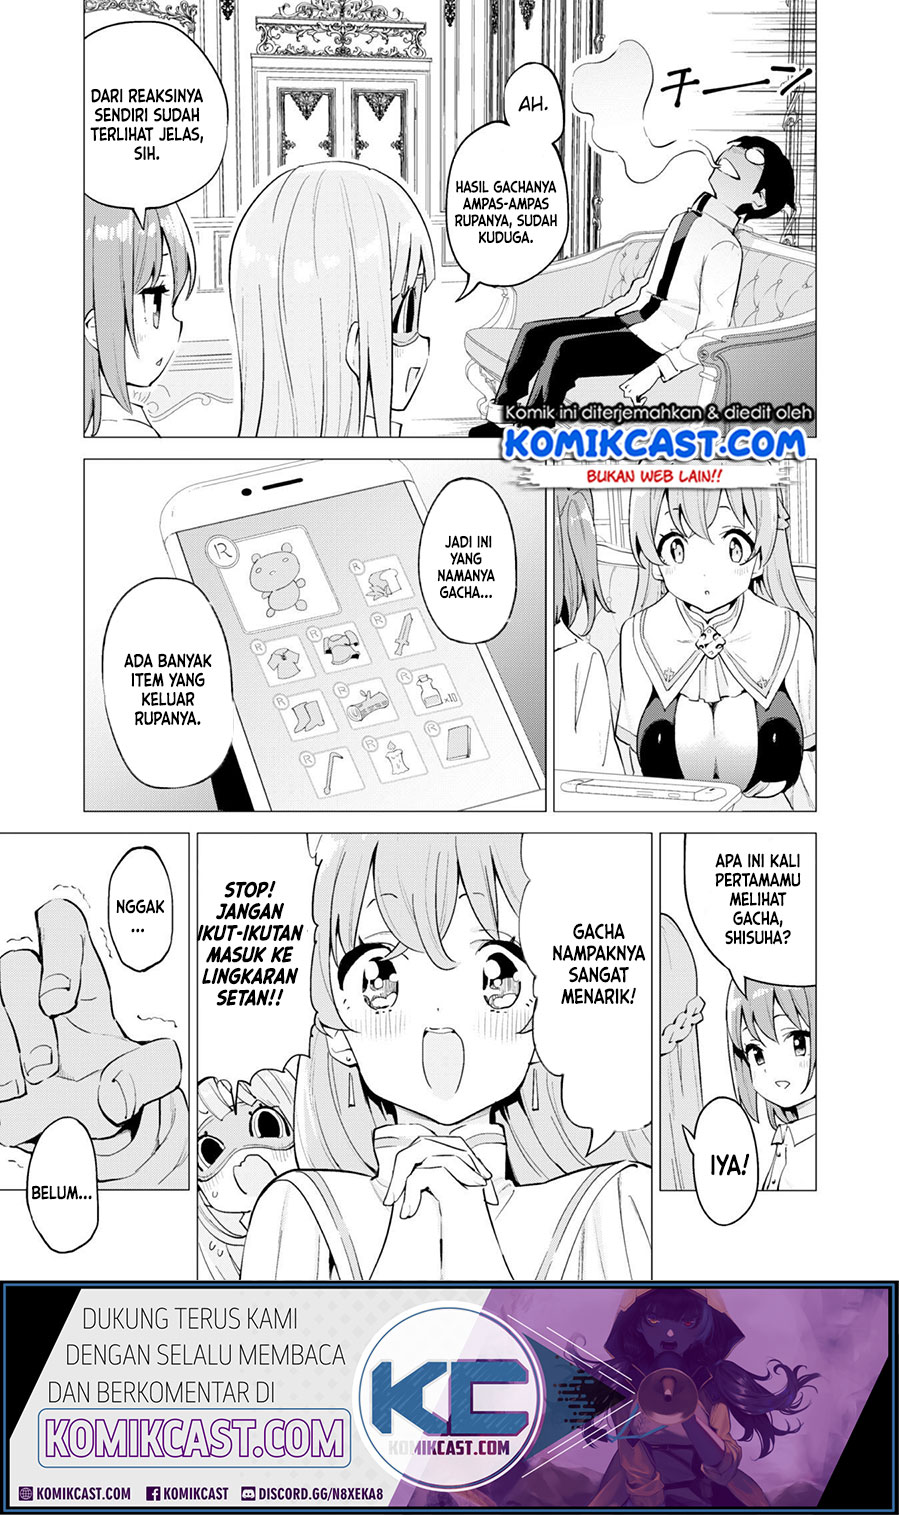 チーン
AH.
HASIL GACHANYA
AMPAS-AMPAS
RUPANYA, SUDAH
KUDUGA.
DARI REAKSINYA
SENDIRI SUDAH
TERLIHAT JELAS,
SIH.
Komik ini diterjemahkan & diedit oleh
KOMIKCAST.COM
BUKAN WEB LAIN!!
JADI INI
YANG
NAMANYA
GACHA...
ADA BANYAK
ITEM YANG
KELUAR
RUPANYA.
R
R
R
R
R
R
R
R
x10
R
R
R
APA INI KALI
PERTAMAMU
MELIHAT
GACHA,
SHISUHA?
IYA!
GACHA
NAMPAKNYA
SANGAT
MENARIK!
STOP!
JANGAN
IKUT-IKUTAN
MASUK KE
LINGKARAN
SETAN!!
NGGAK
...
BELUM...
DUKUNG TERUS KAMI
DENGAN SELALU MEMBACA
DAN BERKOMENTAR DI
KOMIKCAST.COM
KC
KOMIKCAST.COM
KOMIKCAST.COM
KOMIKCAST
DISCORD.GG/N8XEKA8